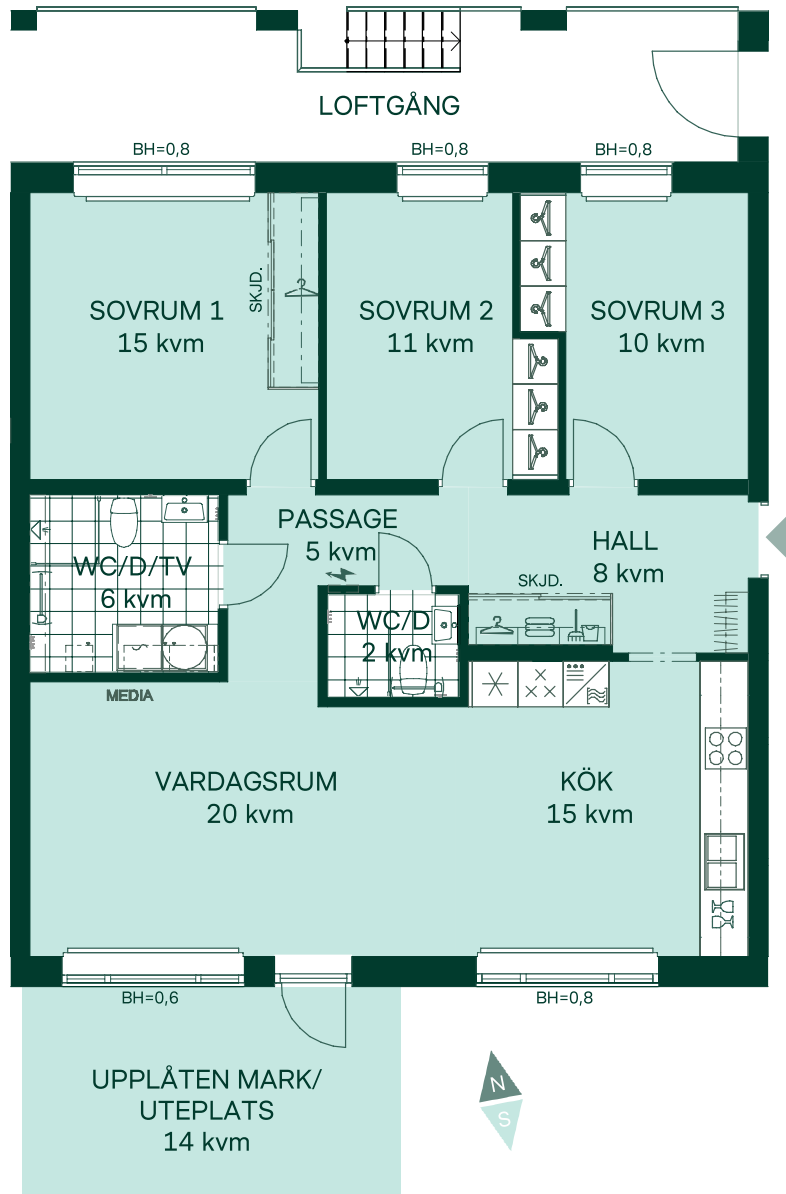 LOFTGÅNG
BH=0,8
BH=0,8
BH=0,8
SKJD.
SOVRUM 1
15 kvm
SOVRUM 2
11 kvm
SOVRUM 3
10 kvm
PASSAGE
5 kvm
HALL
8 kvm
WC/D/TV
6 kvm
SKJD.
WC/D
2 kvm
MEDIA
VARDAGSRUM
20 kvm
KÖK
15 kvm
BH=0,6
BH=0,8
UPPLÅTEN MARK/
UTEPLATS
14 kvm
N
S